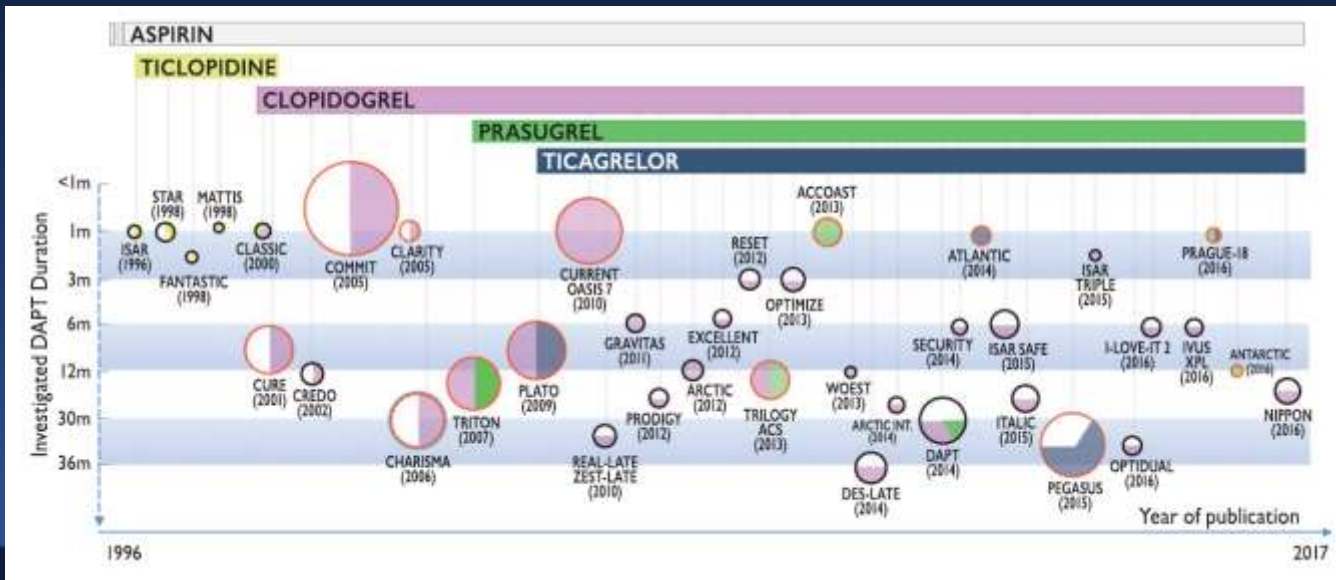 ASPIRIN
TICLOPIDINE
CLOPIDOGREL
PRASUGREL
TICAGRELOR
Investigated DAPT Duration
<1m
1m
3m
6m
12m
30m
36m
ISAR
(1996)
STAR
(1998)
FANTASTIC
(1998)
MATTIS
(1998)
CLASSIC
(2000)
CURE
(2001)
CREDO
(2002)
COMMIT
(2005)
CLARITY
(2005)
CHARISMA
(2006)
TRITON
(2007)
PLATO
(2009)
CURRENT
OASIS 7
(2010)
REAL-LATE
ZEST-LATE
(2010)
GRAVITAS
(2011)
PRODIGY
(2012)
ARCTIC
(2012)
EXCELLENT
(2012)
RESET
(2012)
TRILOGY
ACS
(2013)
OPTIMIZE
(2013)
ACCOAST
(2013)
WOEST
(2013)
DES-LATE
(2014)
ARCTIC INT.
(2014)
DAPT
(2014)
SECURITY
(2014)
ATLANTIC
(2014)
ISAR SAFE
(2015)
ITALIC
(2015)
PEGASUS
(2015)
ISAR
TRIPLE
(2015)
OPTIDUAL
(2016)
I-LOVE-IT 2
(2016)
IVUS
XPL
(2016)
PRAGUE-18
(2016)
ANTARCTIC
(2016)
NIPPON
(2016)
Year of publication
1996
2017